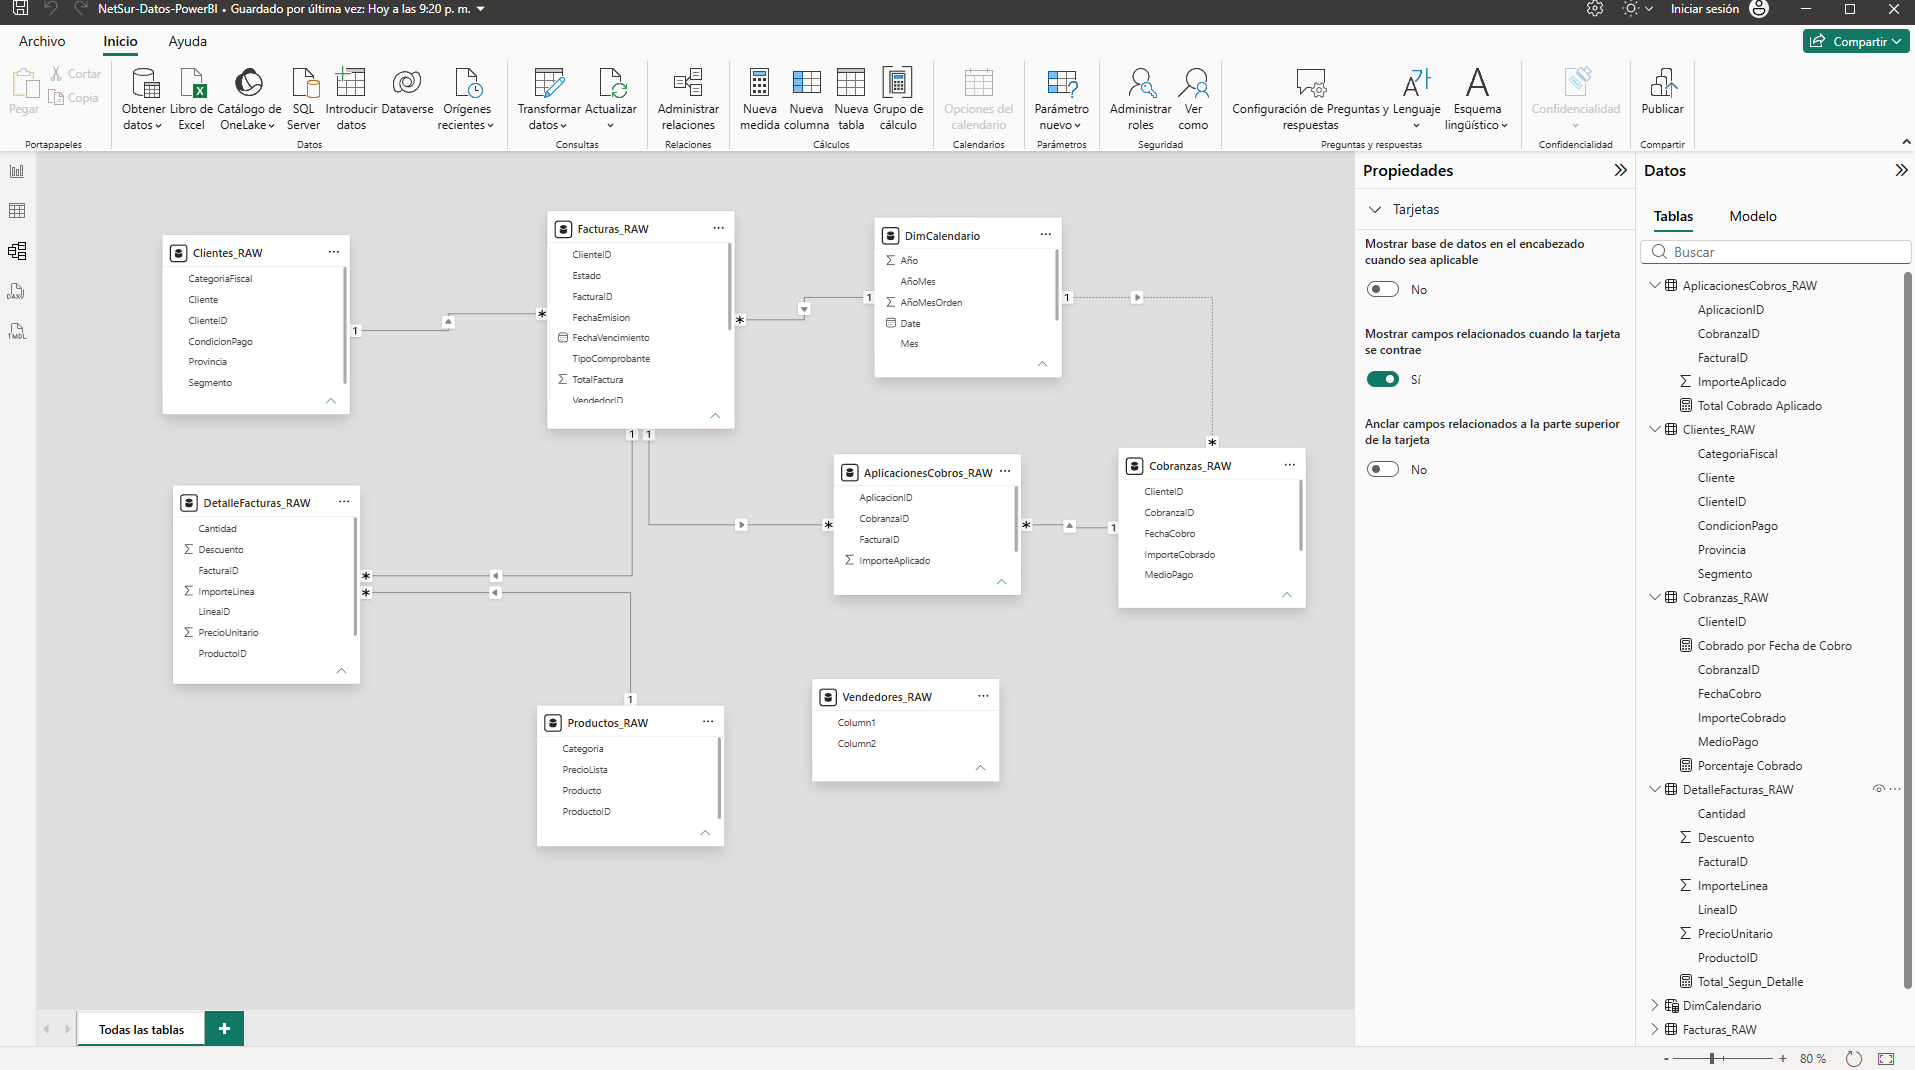 NetSur-Datos-PowerBI • Guardado por última vez: Hoy a las 9:20 p. m.
Iniciar sesión
Archivo
Inicio
Ayuda
Compartir
Pegar
Cortar
Copia
Portapapeles
Obtener datos
Libro de Excel
Catálogo de OneLake
SQL Server
Introducir datos
Dataverse
Orígenes recientes
Datos
Transformar datos
Actualizar
Consultas
Administrar relaciones
Relaciones
Nueva medida
Nueva columna
Nueva tabla
Grupo de cálculo
Cálculos
Opciones del calendario
Calendarios
Parámetro nuevo
Parámetros
Administrar roles
Ver como
Seguridad
Configuración de Preguntas y respuestas
Lenguaje
Esquema lingüístico
Preguntas y respuestas
Confidencialidad
Confidencialidad
Publicar
Compartir
DAX
TMDL
Clientes_RAW
CategoriaFiscal
Cliente
ClienteID
CondicionPago
Provincia
Segmento
1
*
Facturas_RAW
ClienteID
Estado
FacturaID
FechaEmision
FechaVencimiento
TipoComprobante
TotalFactura
VendedorID
*
1
1
1
DimCalendario
Año
AñoMes
AñoMesOrden
Date
Mes
1
*
DetalleFacturas_RAW
Cantidad
Descuento
FacturaID
ImporteLinea
LineaID
PrecioUnitario
ProductoID
*
*
AplicacionesCobros_RAW
AplicacionID
CobranzaID
FacturaID
ImporteAplicado
*
*
1
Cobranzas_RAW
ClienteID
CobranzaID
FechaCobro
ImporteCobrado
MedioPago
1
Productos_RAW
Categoria
PrecioLista
Producto
ProductoID
Vendedores_RAW
Column1
Column2
Todas las tablas
+
Propiedades
Tarjetas
Mostrar base de datos en el encabezado
cuando sea aplicable
No
Mostrar campos relacionados cuando la tarjeta
se contrae
Sí
Anclar campos relacionados a la parte superior
de la tarjeta
No
Datos
Tablas
Modelo
Buscar
AplicacionesCobros_RAW
AplicacionID
CobranzaID
FacturaID
ImporteAplicado
Total Cobrado Aplicado
Clientes_RAW
CategoriaFiscal
Cliente
ClienteID
CondicionPago
Provincia
Segmento
Cobranzas_RAW
ClienteID
Cobrado por Fecha de Cobro
CobranzaID
FechaCobro
ImporteCobrado
MedioPago
Porcentaje Cobrado
DetalleFacturas_RAW
Cantidad
Descuento
FacturaID
ImporteLinea
LineaID
PrecioUnitario
ProductoID
Total_Segun_Detalle
DimCalendario
Facturas_RAW
- + 80 %